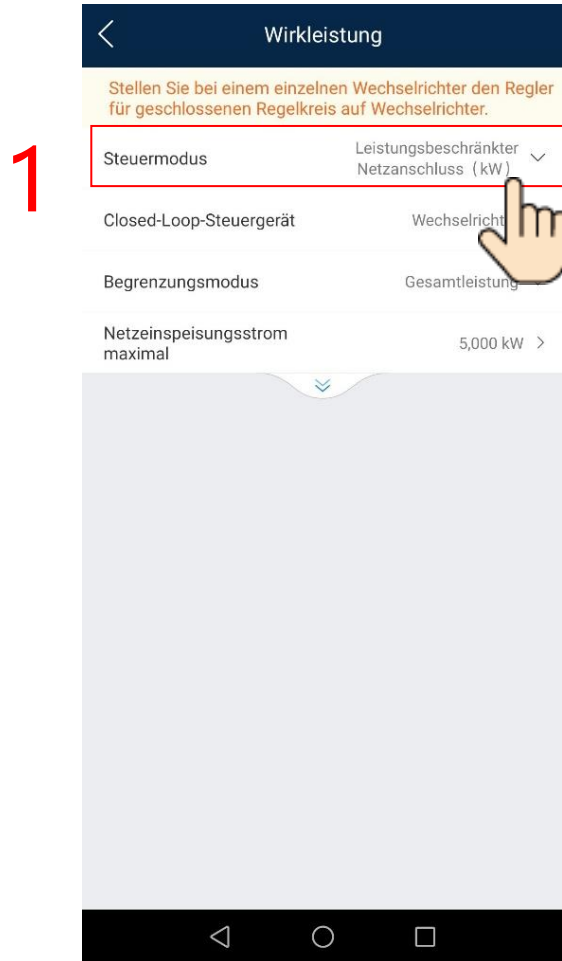 Wirkleistung
Stellen Sie bei einem einzelnen Wechselrichter den Regler
für geschlossenen Regelkreis auf Wechselrichter.
1
Steuermodus
Leistungsbeschränkter
Netzanschluss (kW)
Closed-Loop-Steuergerät
Begrenzungsmodus Gesamtleistung
Netzeinspeisungsstrom
maximal
5,000 kW